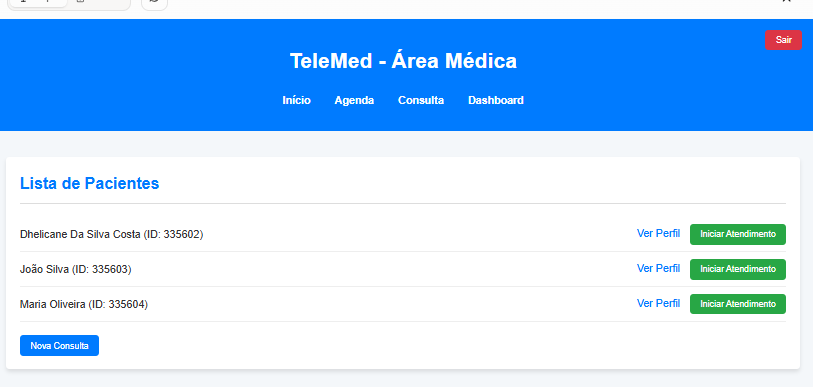 Sair
TeleMed - Área Médica
Início Agenda Consulta Dashboard
Lista de Pacientes
Dhelicane Da Silva Costa (ID: 335602) Ver Perfil Iniciar Atendimento
João Silva (ID: 335603) Ver Perfil Iniciar Atendimento
Maria Oliveira (ID: 335604) Ver Perfil Iniciar Atendimento
Nova Consulta